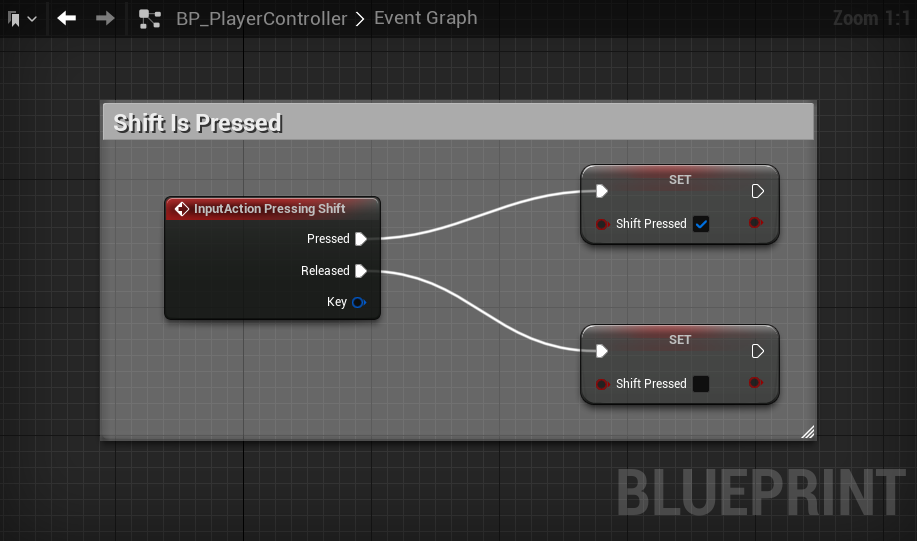 BP_PlayerController > Event Graph
Zoom 1:1
Shift Is Pressed
InputAction Pressing Shift
Pressed
Released
Key
SET
Shift Pressed
SET
Shift Pressed
BLUEPRINT